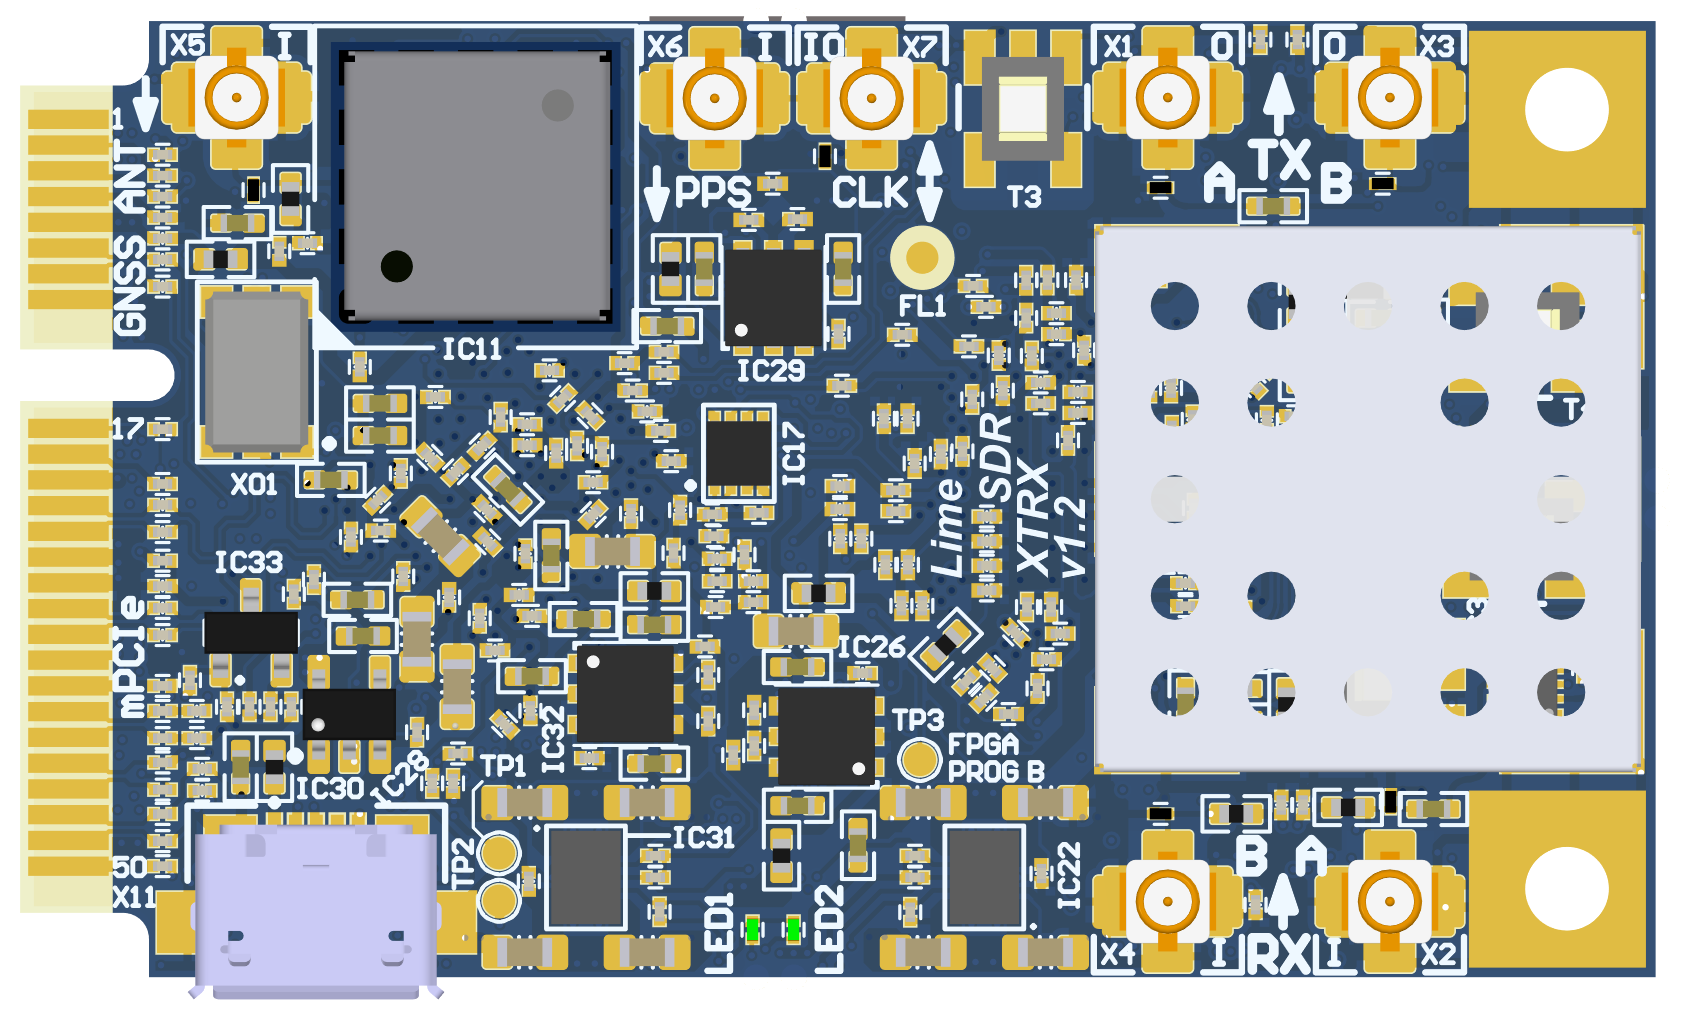 X5 I
X6 I
IO X7
X1 O
O X3
1
GNSS ANT
PPS
CLK
T3
A TX B
FL1
IC11
IC29
17
X01
IC17
Lime SDR
XTRX
v1.2
IC33
mPCIe
IC26
IC32
TP3
FPGA
PROG B
TP1
IC30
IC28
TP2
IC31
IC22
50
X11
LED1
LED2
B A
X4 I
RX
I X2